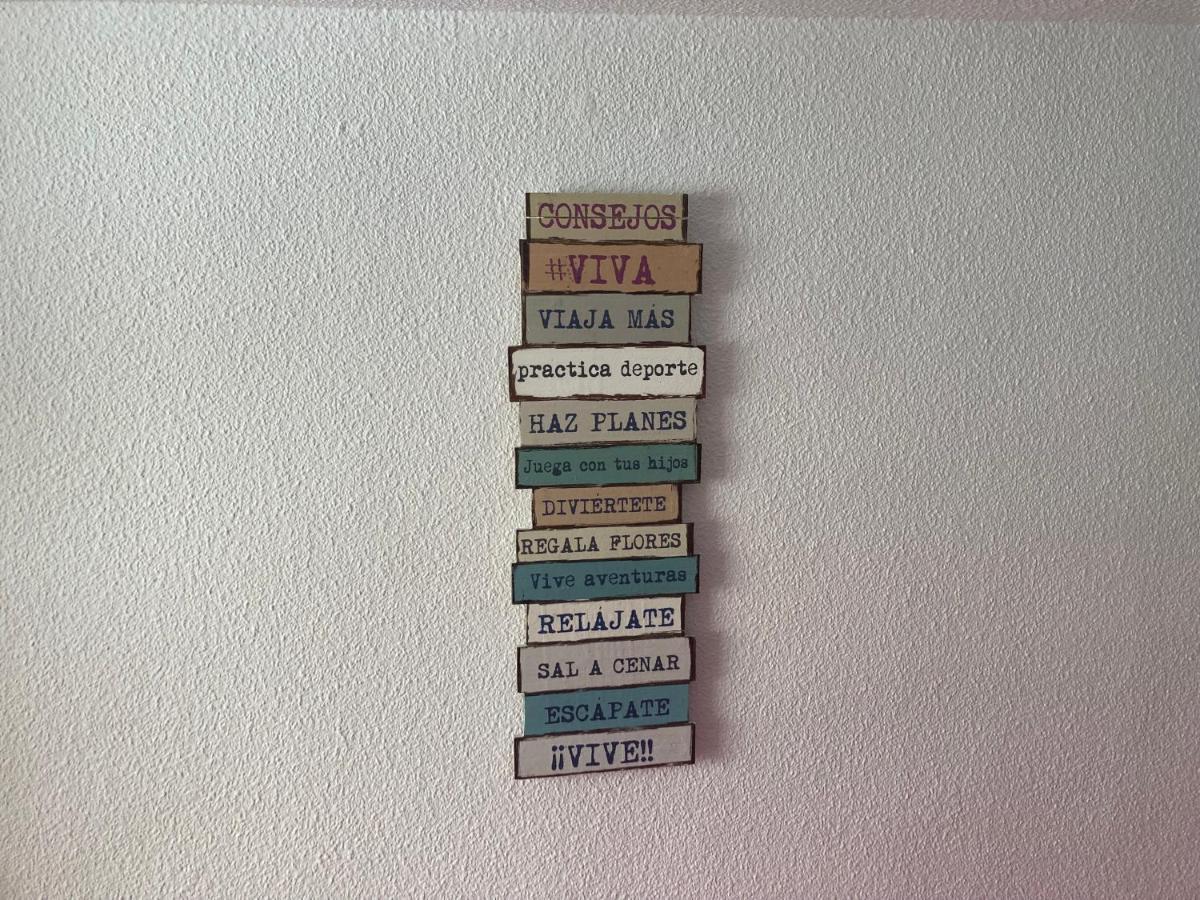 CONSEJOS
#VIVA
VIAJA MÁS
practica deporte
HAZ PLANES
Juega con tus hijos
DIVIÉRTETE
REGALA FLORES
Vive aventuras
RELÁJATE
SAL A CENAR
ESCÁPATE
¡¡VIVE!!